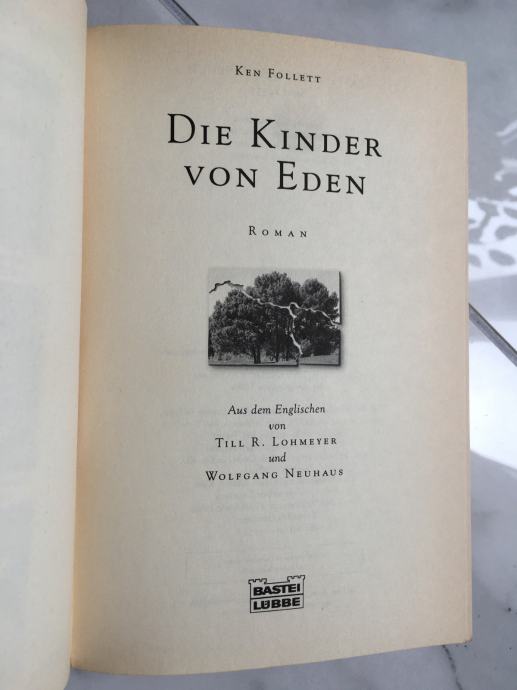 KEN FOLLETT
DIE KINDER
VON EDEN
ROMAN
Aus dem Englischen
von
TILL R. LOHMEYER
und
WOLFGANG NEUHAUS
BASTEI
LÜBBE